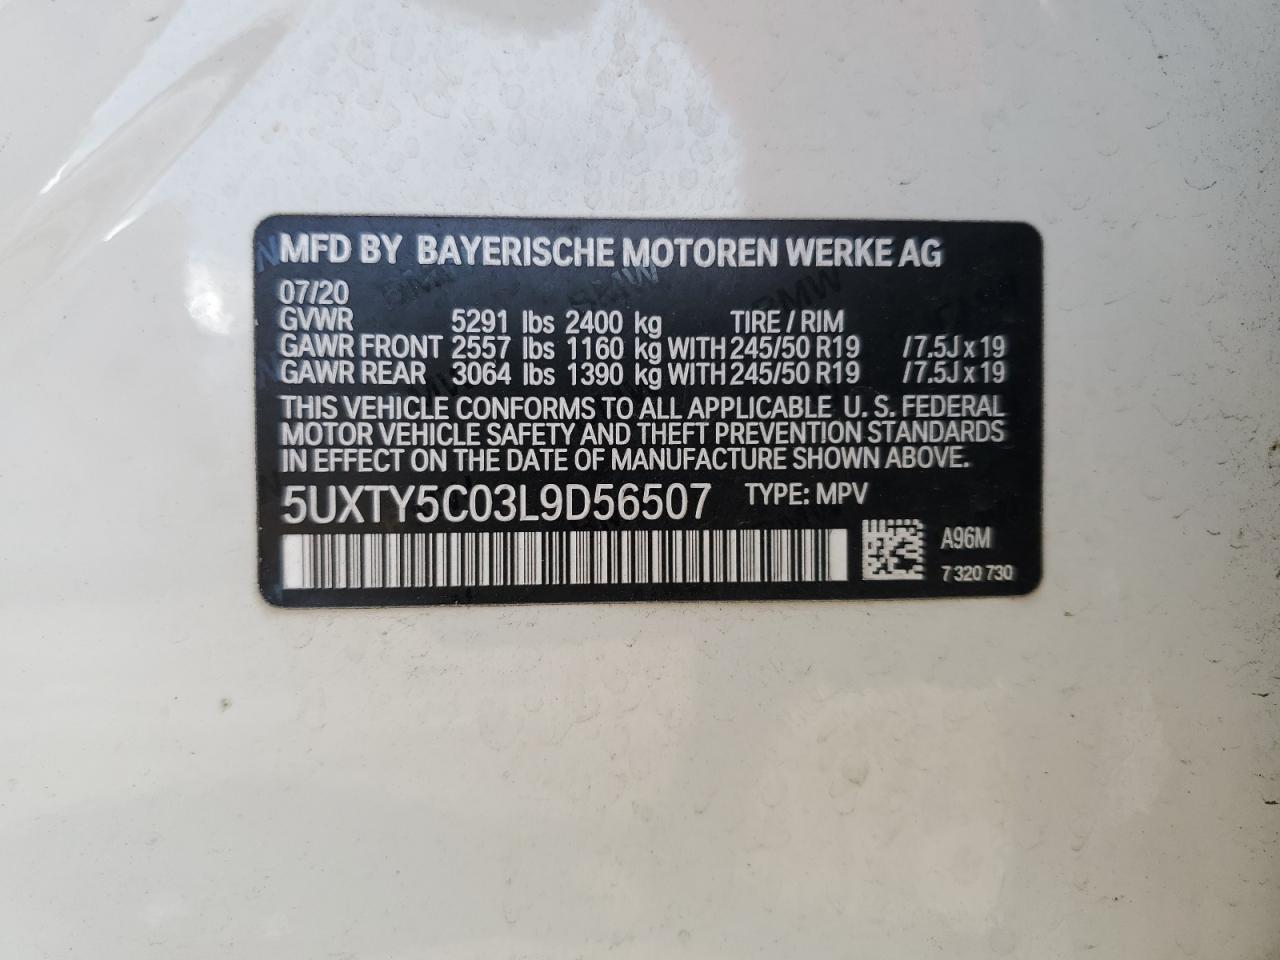 MFD BY BAYERISCHE MOTOREN WERKE AG
07/20
GVWR 5291 lbs 2400 kg TIRE / RIM
GAWR FRONT 2557 lbs 1160 kg WITH 245/50 R19 /7.5J x 19
GAWR REAR 3064 lbs 1390 kg WITH 245/50 R19 /7.5J x 19
THIS VEHICLE CONFORMS TO ALL APPLICABLE U. S. FEDERAL
MOTOR VEHICLE SAFETY AND THEFT PREVENTION STANDARDS
IN EFFECT ON THE DATE OF MANUFACTURE SHOWN ABOVE.
5UXTY5C03L9D56507 TYPE: MPV
A96M
7 320 730